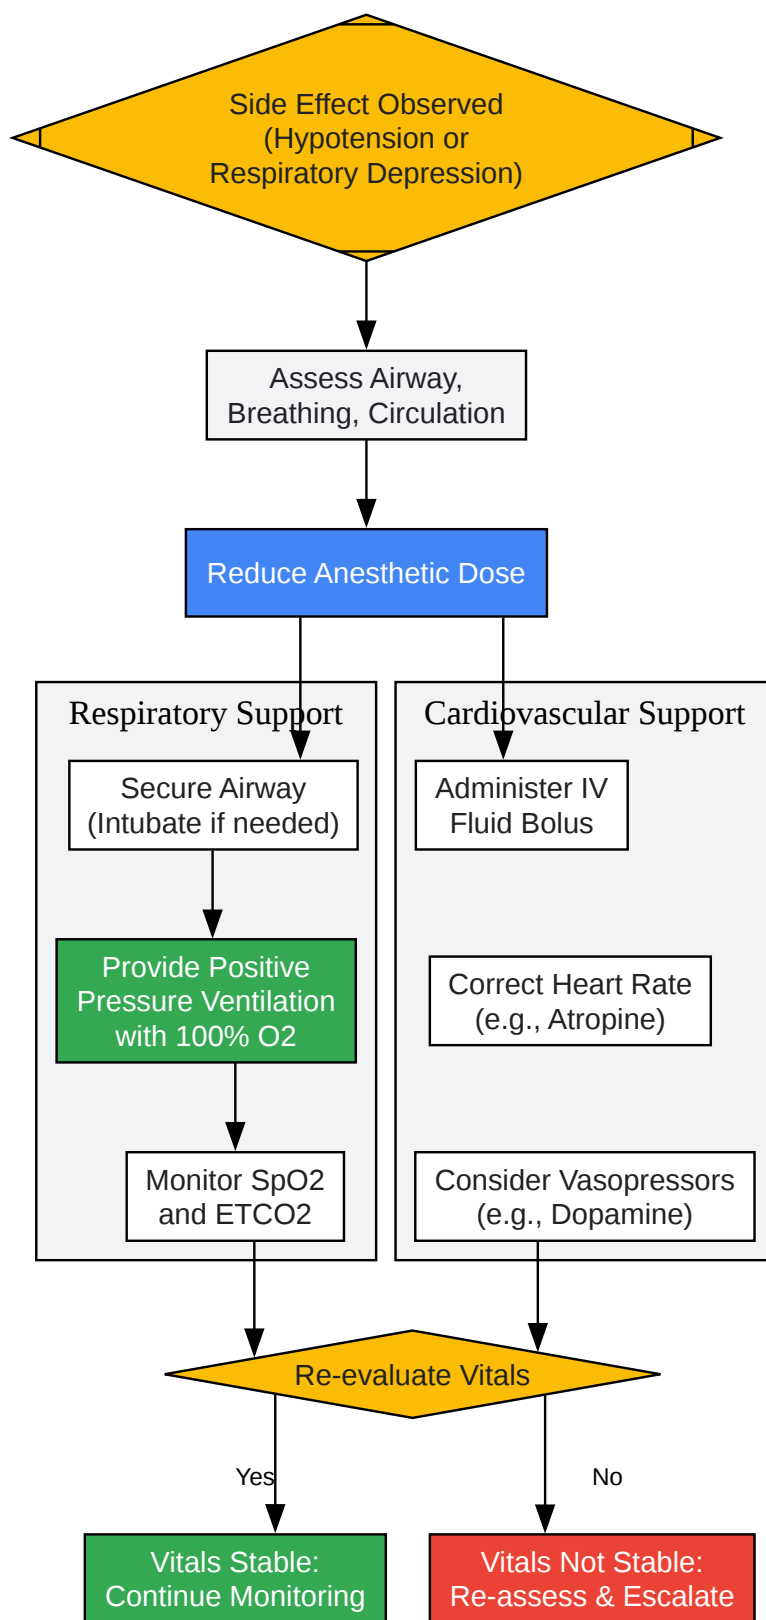 Side Effect Observed
(Hypotension or
Respiratory Depression)
Assess Airway,
Breathing, Circulation
Reduce Anesthetic Dose
Respiratory Support
Secure Airway
(Intubate if needed)
Provide Positive
Pressure Ventilation
with 100% O2
Monitor SpO2
and ETCO2
Cardiovascular Support
Administer IV
Fluid Bolus
Correct Heart Rate
(e.g., Atropine)
Consider Vasopressors
(e.g., Dopamine)
Re-evaluate Vitals
Yes
No
Vitals Stable:
Continue Monitoring
Vitals Not Stable:
Re-assess & Escalate